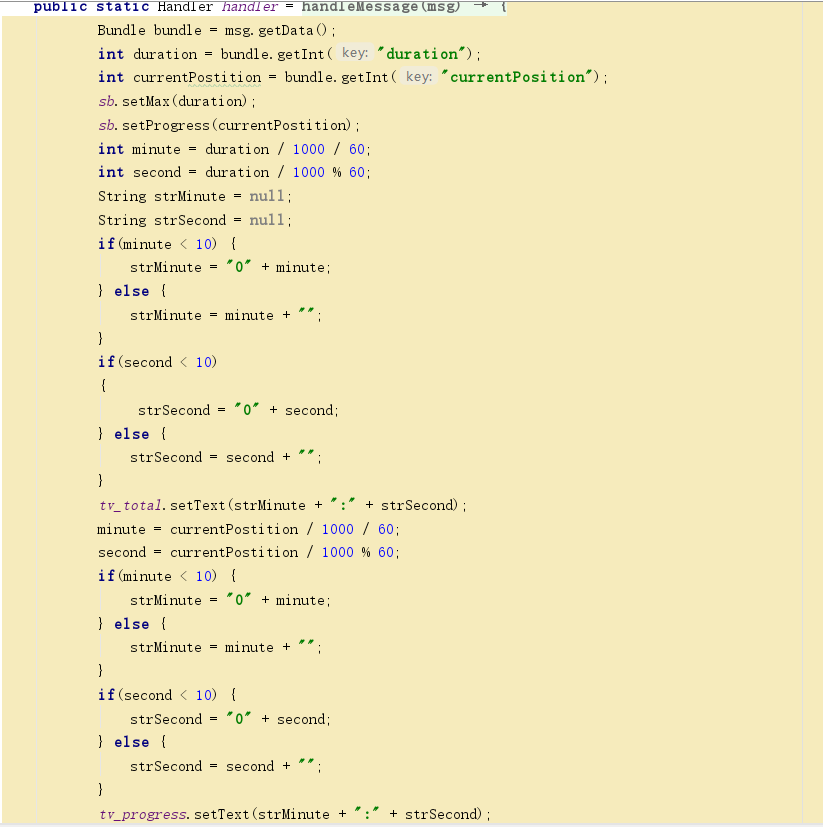 public static Handler handler = handleMessage(msg) → {
Bundle bundle = msg.getData();
int duration = bundle.getInt( key: "duration");
int currentPostition = bundle.getInt( key: "currentPosition");
sb.setMax(duration);
sb.setProgress(currentPostition);
int minute = duration / 1000 / 60;
int second = duration / 1000 % 60;
String strMinute = null;
String strSecond = null;
if(minute < 10) {
strMinute = "0" + minute;
} else {
strMinute = minute + "";
}
if(second < 10)
{
strSecond = "0" + second;
} else {
strSecond = second + "";
}
tv_total.setText(strMinute + ":" + strSecond);
minute = currentPostition / 1000 / 60;
second = currentPostition / 1000 % 60;
if(minute < 10) {
strMinute = "0" + minute;
} else {
strMinute = minute + "";
}
if(second < 10) {
strSecond = "0" + second;
} else {
strSecond = second + "";
}
tv_progress.setText(strMinute + ":" + strSecond);